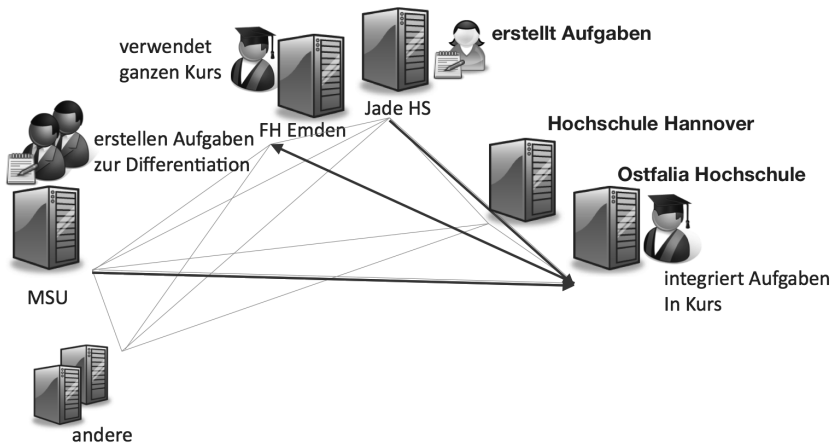 verwendet
ganzen Kurs
erstellt Aufgaben
Jade HS
FH Emden
erstellen Aufgaben
zur Differentiation
Hochschule Hannover
Ostfalia Hochschule
integriert Aufgaben
In Kurs
MSU
andere